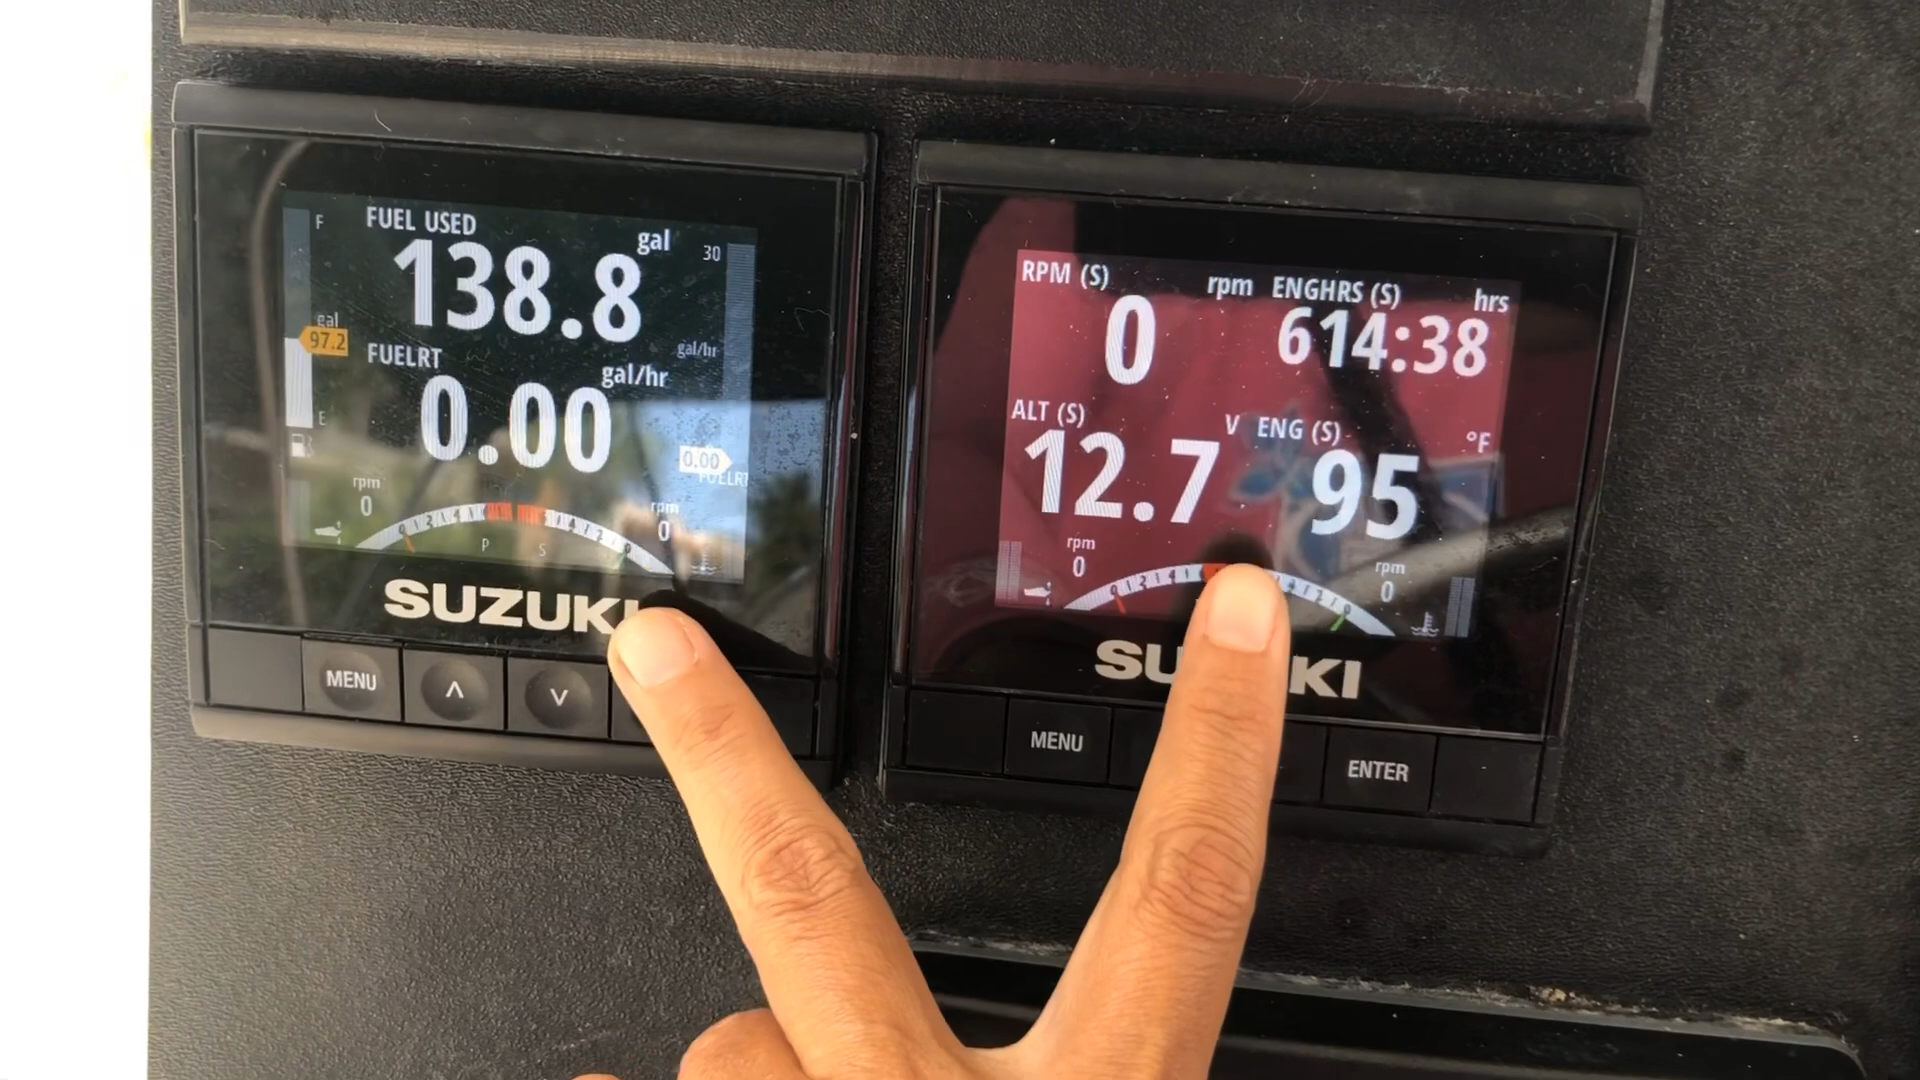 FUEL USED
gal
138.8
F
30
gal
97.2
FUELRT
gal/hr
gal/hr
0.00
E
0.00
FUELRT
rpm
0
rpm
0
P S
SUZUKI
MENU
RPM (S) rpm
0
ENGHRS (S) hrs
614:38
ALT (S) V
12.7
ENG (S) °F
95
rpm
0
rpm
0
MENU
ENTER